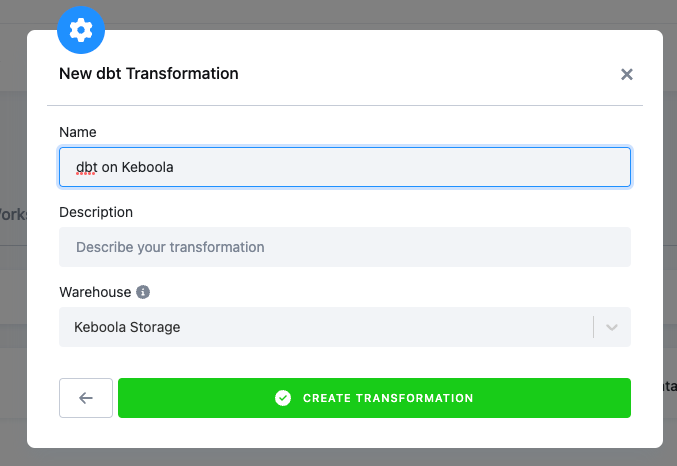 New dbt Transformation
Name
dbt on Keboola
Description
Describe your transformation
Warehouse
Keboola Storage
CREATE TRANSFORMATION